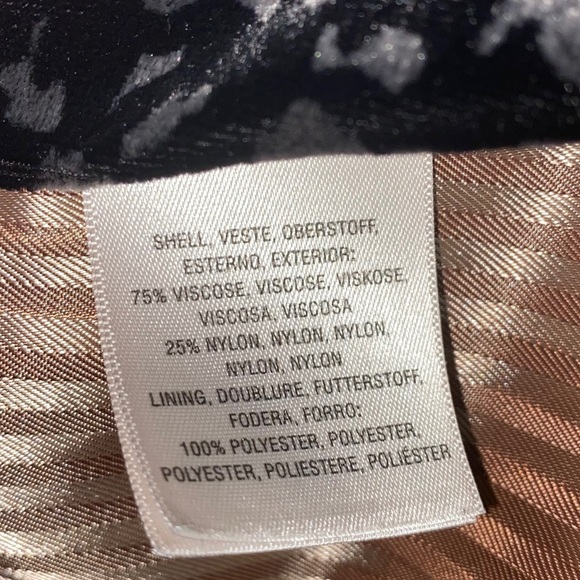 SHELL, VESTE, OBERSTOFF,
ESTERNO, EXTERIOR:
75% VISCOSE, VISCOSE, VISKOSE,
VISCOSA, VISCOSA
25% NYLON, NYLON, NYLON,
NYLON, NYLON
LINING, DOUBLURE, FUTTERSTOFF,
FODERA, FORRO:
100% POLYESTER, POLYESTER,
POLYESTER, POLIESTERE, POLIÉSTER